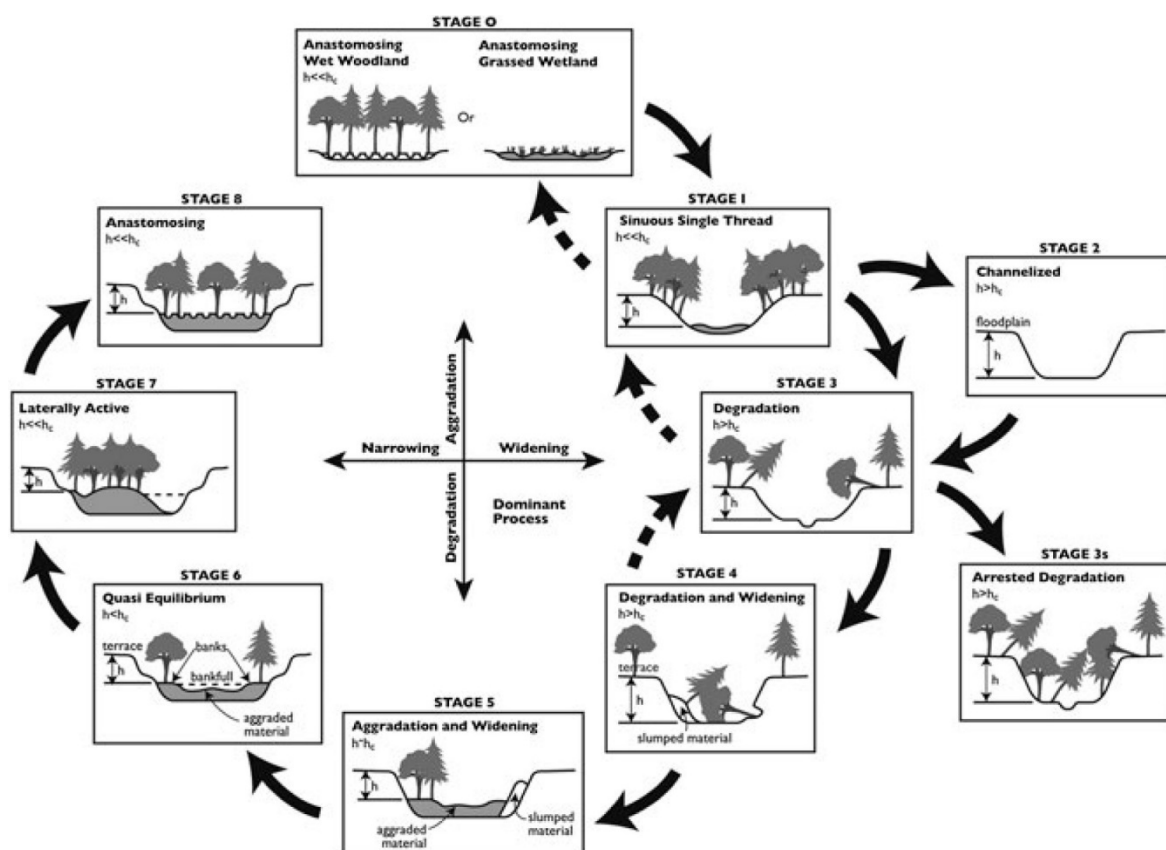 STAGE O
Anastomosing
Wet Woodland
h<<hc
Or
Anastomosing
Grassed Wetland
STAGE 8
Anastomosing
h<<hc
h
STAGE I
Sinuous Single Thread
h<<hc
h
STAGE 2
Channelized
h>hc
floodplain
h
STAGE 7
Laterally Active
h<<hc
h
Aggradation
Narrowing
Widening
Degradation
Dominant
Process
STAGE 3
Degradation
h>hc
h
STAGE 6
Quasi Equilibrium
h<hc
terrace
banks
h
bankfull
aggraded
material
STAGE 4
Degradation and Widening
h>hc
terrace
h
slumped material
STAGE 3s
Arrested Degradation
h>hc
h
STAGE 5
Aggradation and Widening
h~hc
h
aggraded
material
slumped
material